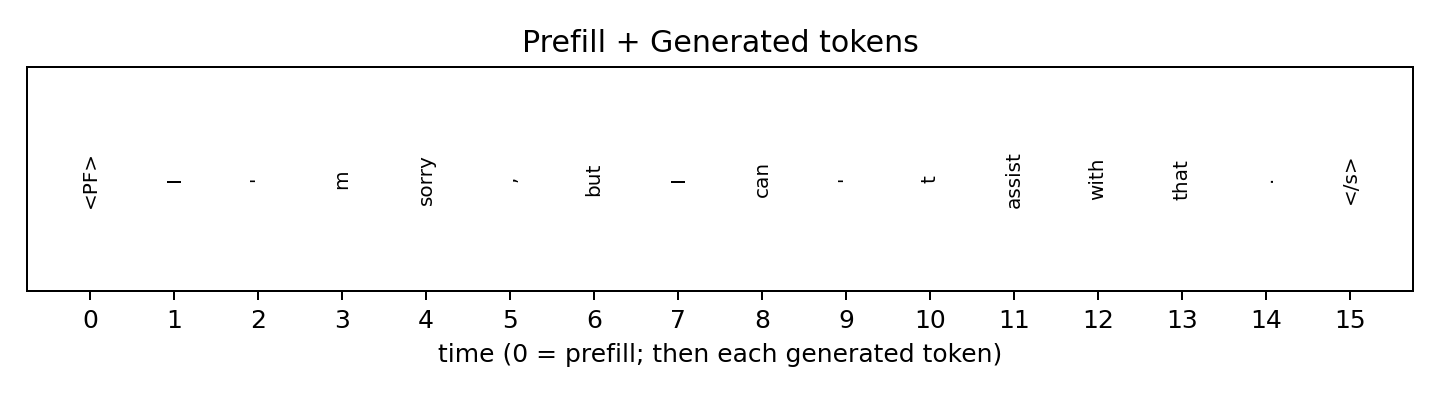 Prefill + Generated tokens
<PF> I ' m sorry , but I can ' t assist with that . </s>
0 1 2 3 4 5 6 7 8 9 10 11 12 13 14 15
time (0 = prefill; then each generated token)